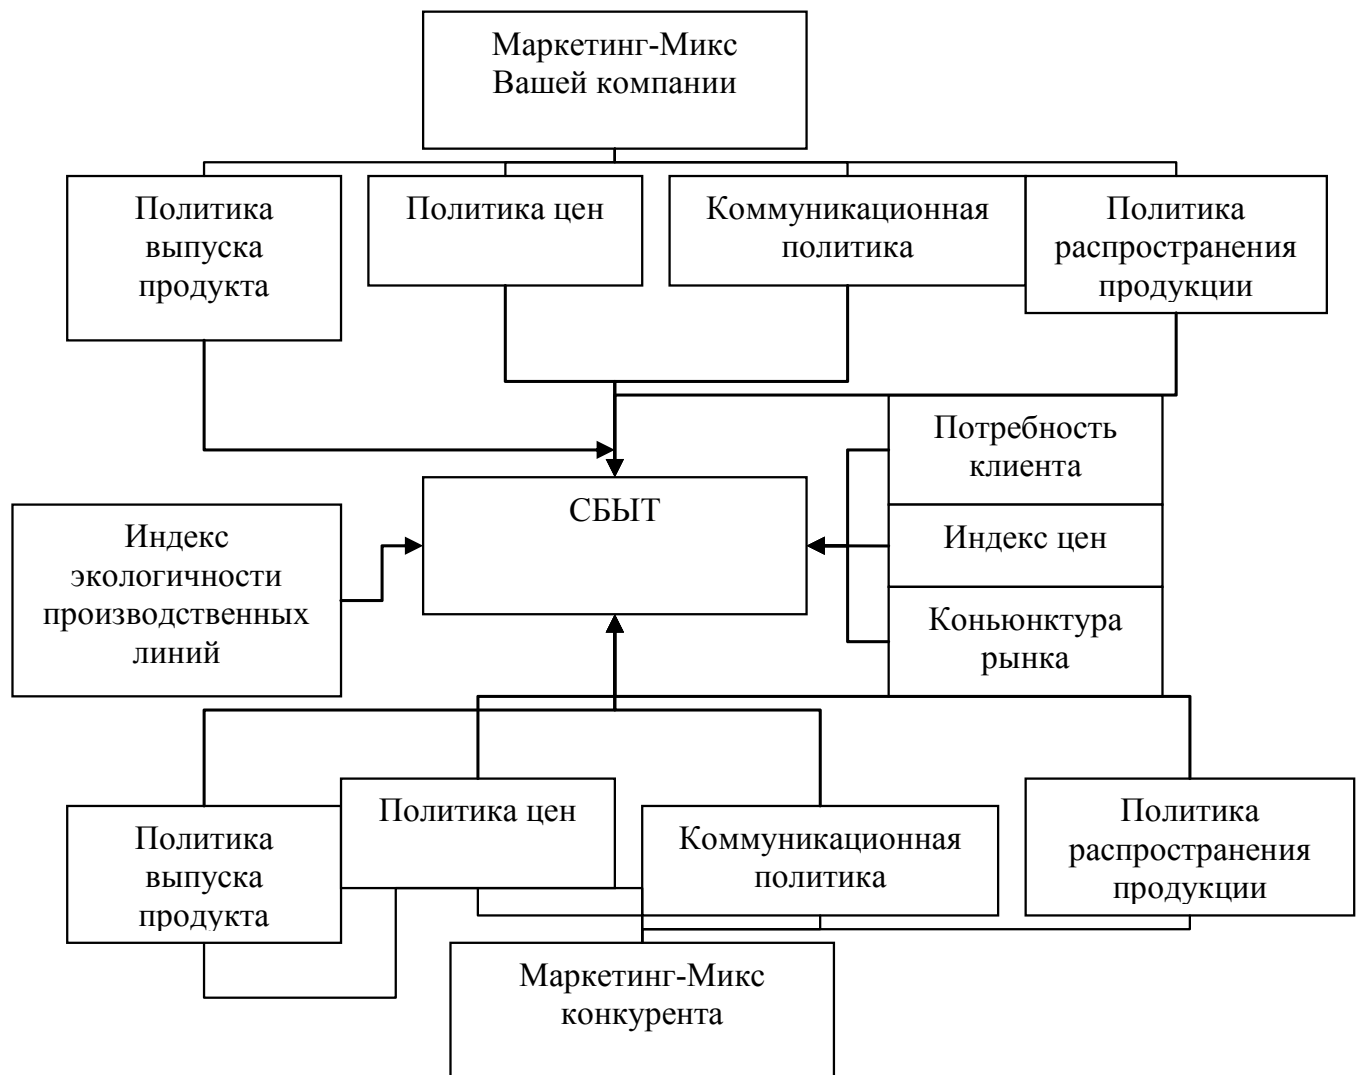 Маркетинг-Микс
Вашей компании
Политика
выпуска
продукта
Политика цен
Коммуникационная
политика
Политика
распространения
продукции
Потребность
клиента
СБЫТ
Индекс
экологичности
производственных
линий
Индекс цен
Коньюнктура
рынка
Политика
выпуска
продукта
Политика цен
Коммуникационная
политика
Политика
распространения
продукции
Маркетинг-Микс
конкурента